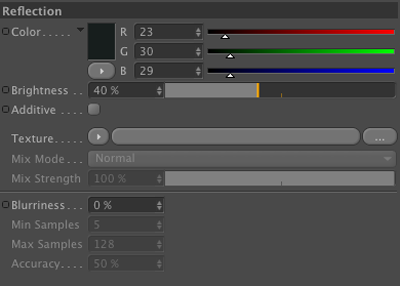 Reflection
Color . . . . . R 23
G 30
B 29
Brightness . . 40 %
Additive . . .
Texture. . . . . ...
Mix Mode . . . Normal
Mix Strength 100 %
Blurriness . . . 0 %
Min Samples 5
Max Samples 128
Accuracy. . . . 50 %